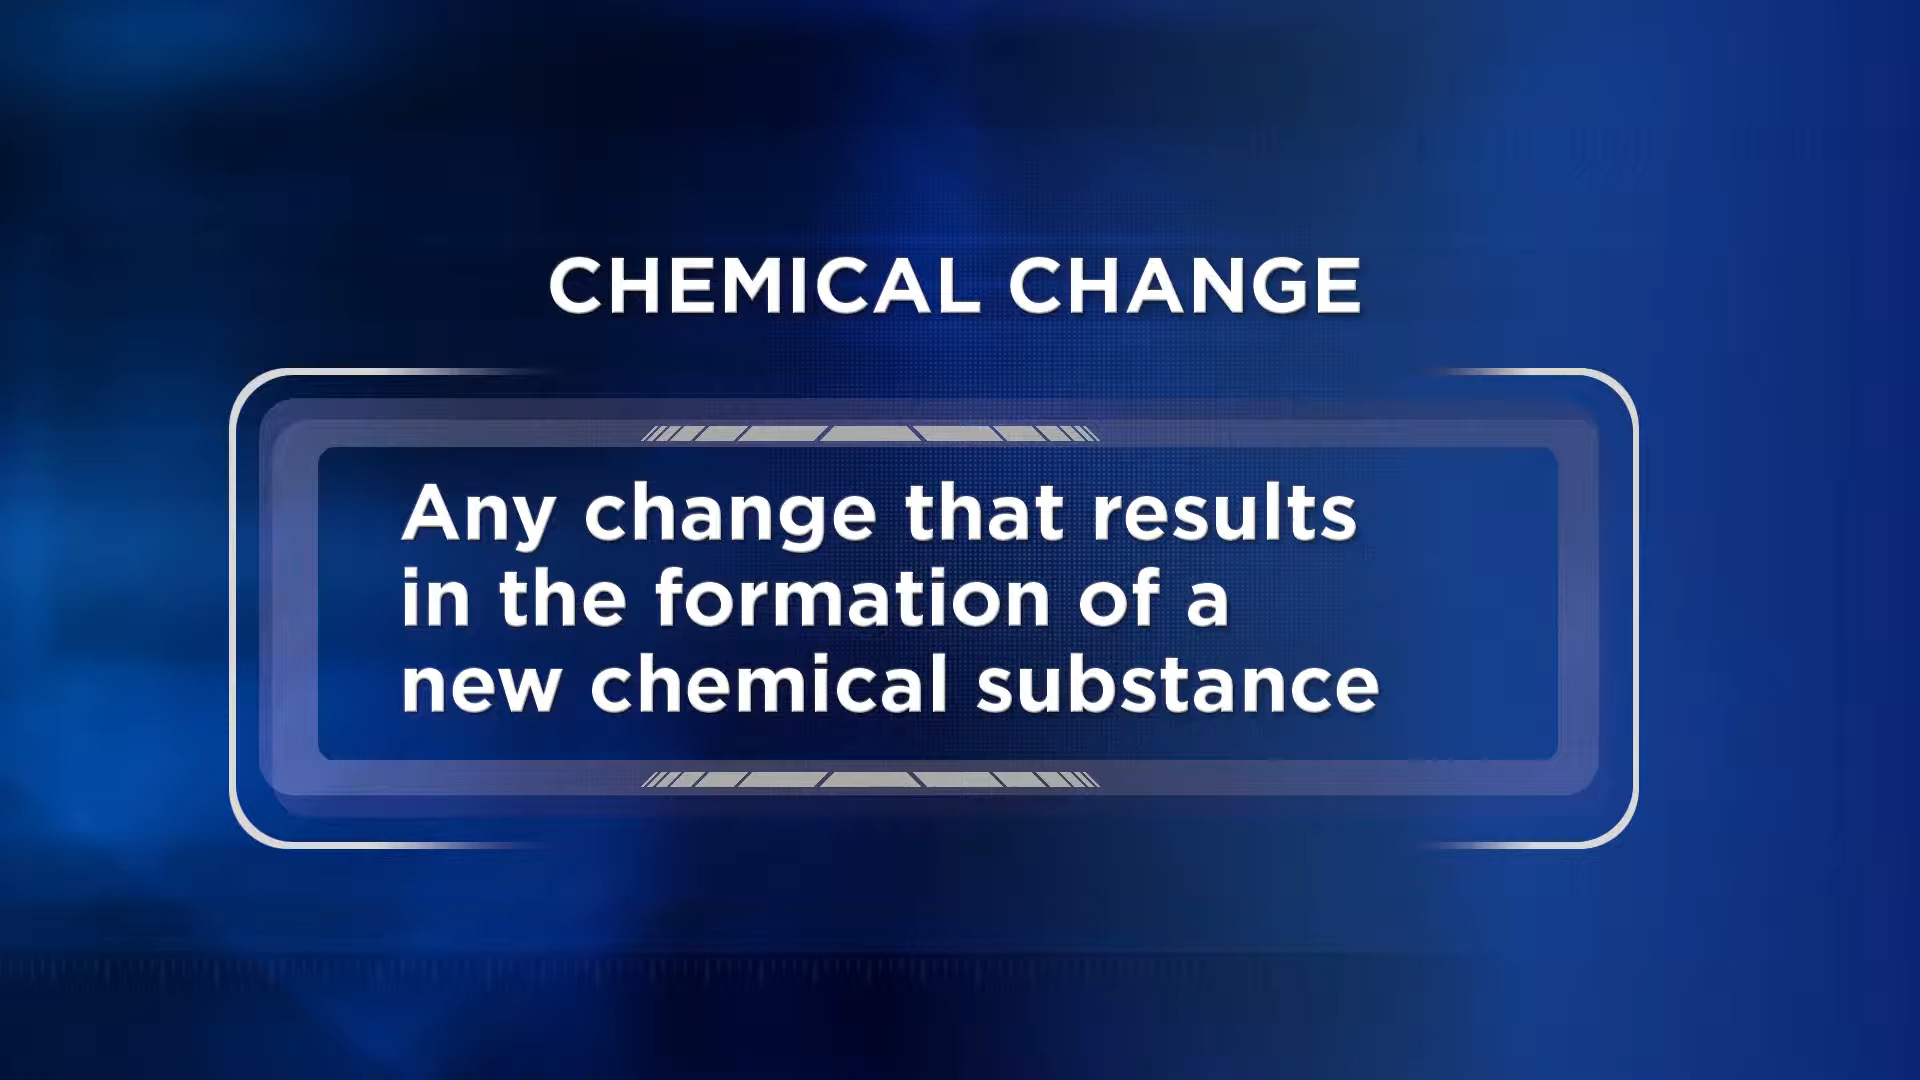 CHEMICAL CHANGE
Any change that results
in the formation of a
new chemical substance